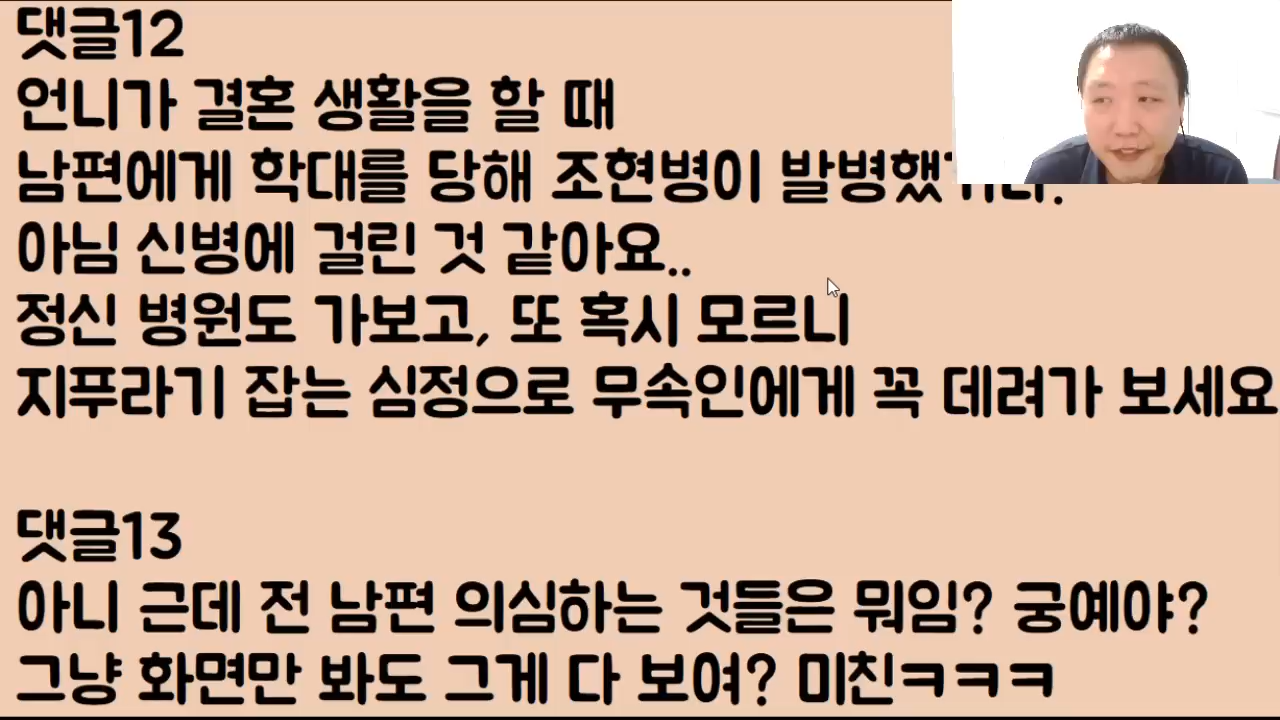 댓글12
언니가 결혼 생활을 할 때
남편에게 학대를 당해 조현병이
아님 신병에 걸린 것 같아요..
정신 병원도 가보고, 또 혹시 모르니
지푸라기 잡는 심정으로 무속인에게 꼭 데려가 보세요
댓글13
아니 근데 전 남편 의심하는 것들은 뭐임? 궁예야?
그냥 화면만 봐도 그게 다 보여? 미친ㅋㅋㅋ